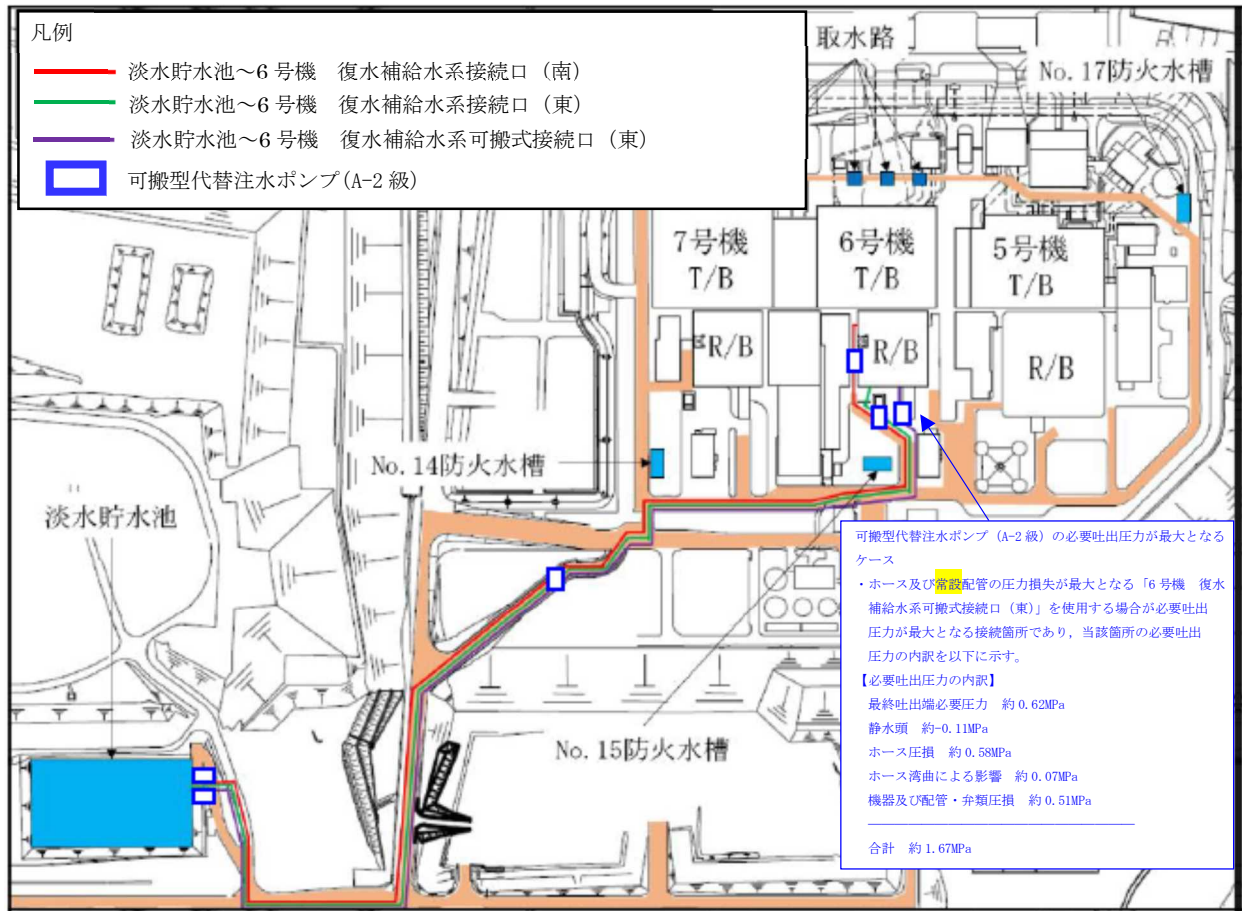 凡例
淡水貯水池～6 号機　復水補給水系接続口（南）
淡水貯水池～6 号機　復水補給水系接続口（東）
淡水貯水池～6 号機　復水補給水系可搬式接続口（東）
可搬型代替注水ポンプ(A-2 級)
取水路
No.17防火水槽
7号機
T/B
6号機
T/B
5号機
T/B
R/B
R/B
R/B
No.14防火水槽
淡水貯水池
No.15防火水槽
可搬型代替注水ポンプ（A-2 級）の必要吐出圧力が最大となる
ケース
・ホース及び常設配管の圧力損失が最大となる「6 号機　復水
補給水系可搬式接続口（東）」を使用する場合が必要吐出
圧力が最大となる接続箇所であり，当該箇所の必要吐出
圧力の内訳を以下に示す。
【必要吐出圧力の内訳】
最終吐出端必要圧力　約 0.62MPa
静水頭　約-0.11MPa
ホース圧損　約 0.58MPa
ホース湾曲による影響　約 0.07MPa
機器及び配管・弁類圧損　約 0.51MPa
合計　約 1.67MPa